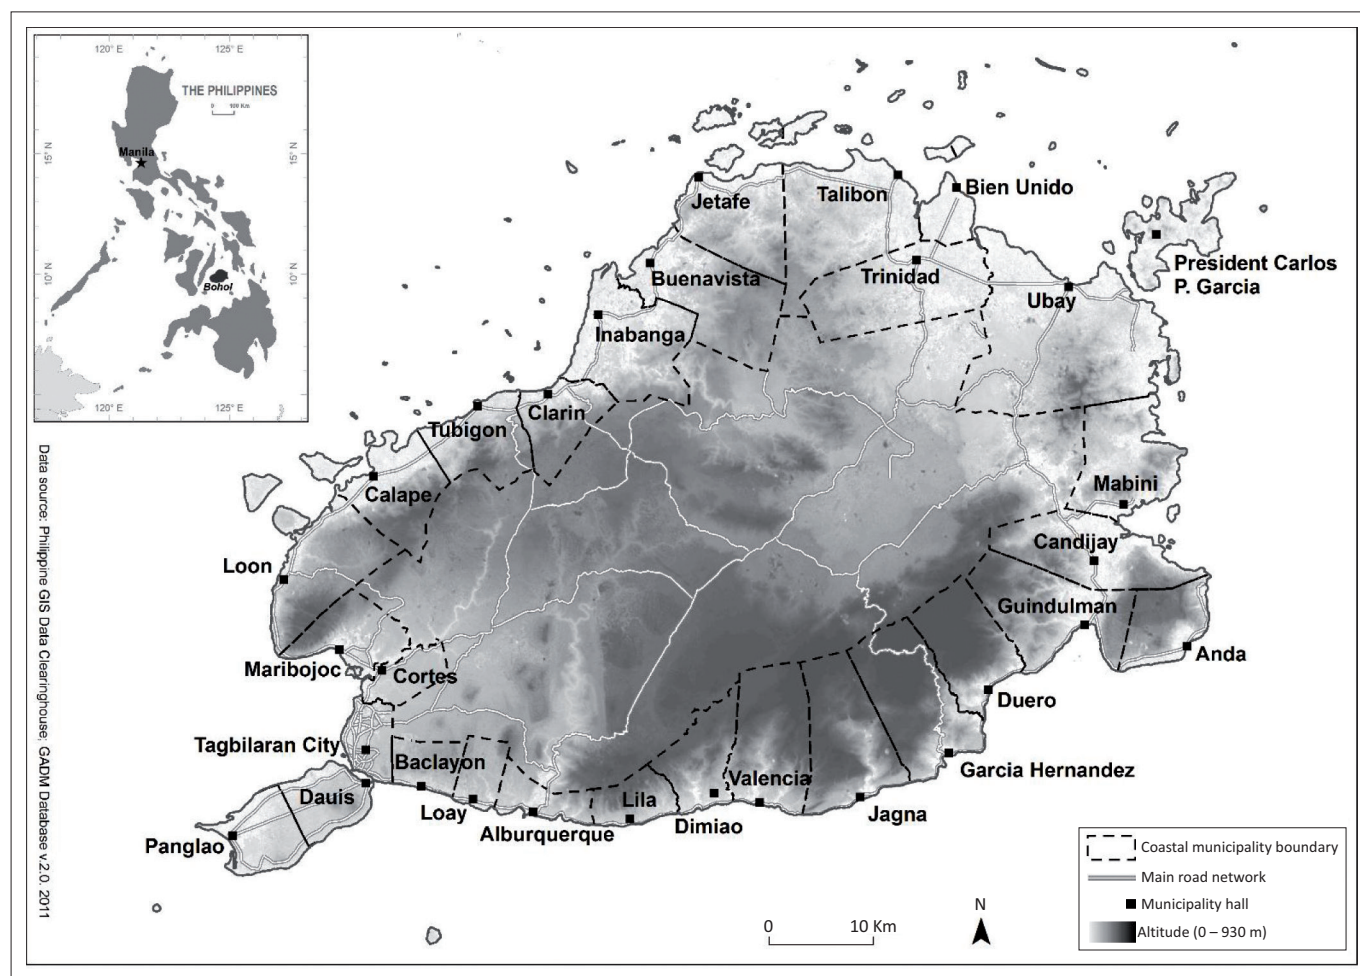 120° E
125° E
THE PHILIPPINES
0 100 Km
Manila
15° N
15° N
10° N
10° N
Bohol
120° E
125° E
Jetafe
Talibon
Bien Unido
Buenavista
Trinidad
President Carlos
P. Garcia
Ubay
Inabanga
Clarin
Tubigon
Calape
Mabini
Candijay
Loon
Guindulman
Anda
Maribojoc
Cortes
Duero
Tagbilaran City
Baclayon
Garcia Hernandez
Valencia
Dauis
Lila
Loay
Jagna
Dimiao
Alburquerque
Panglao
Data source: Philippine GIS Data Clearinghouse; GADM Database v.2.0. 2011
0 10 Km
N
Coastal municipality boundary
Main road network
Municipality hall
Altitude (0 – 930 m)